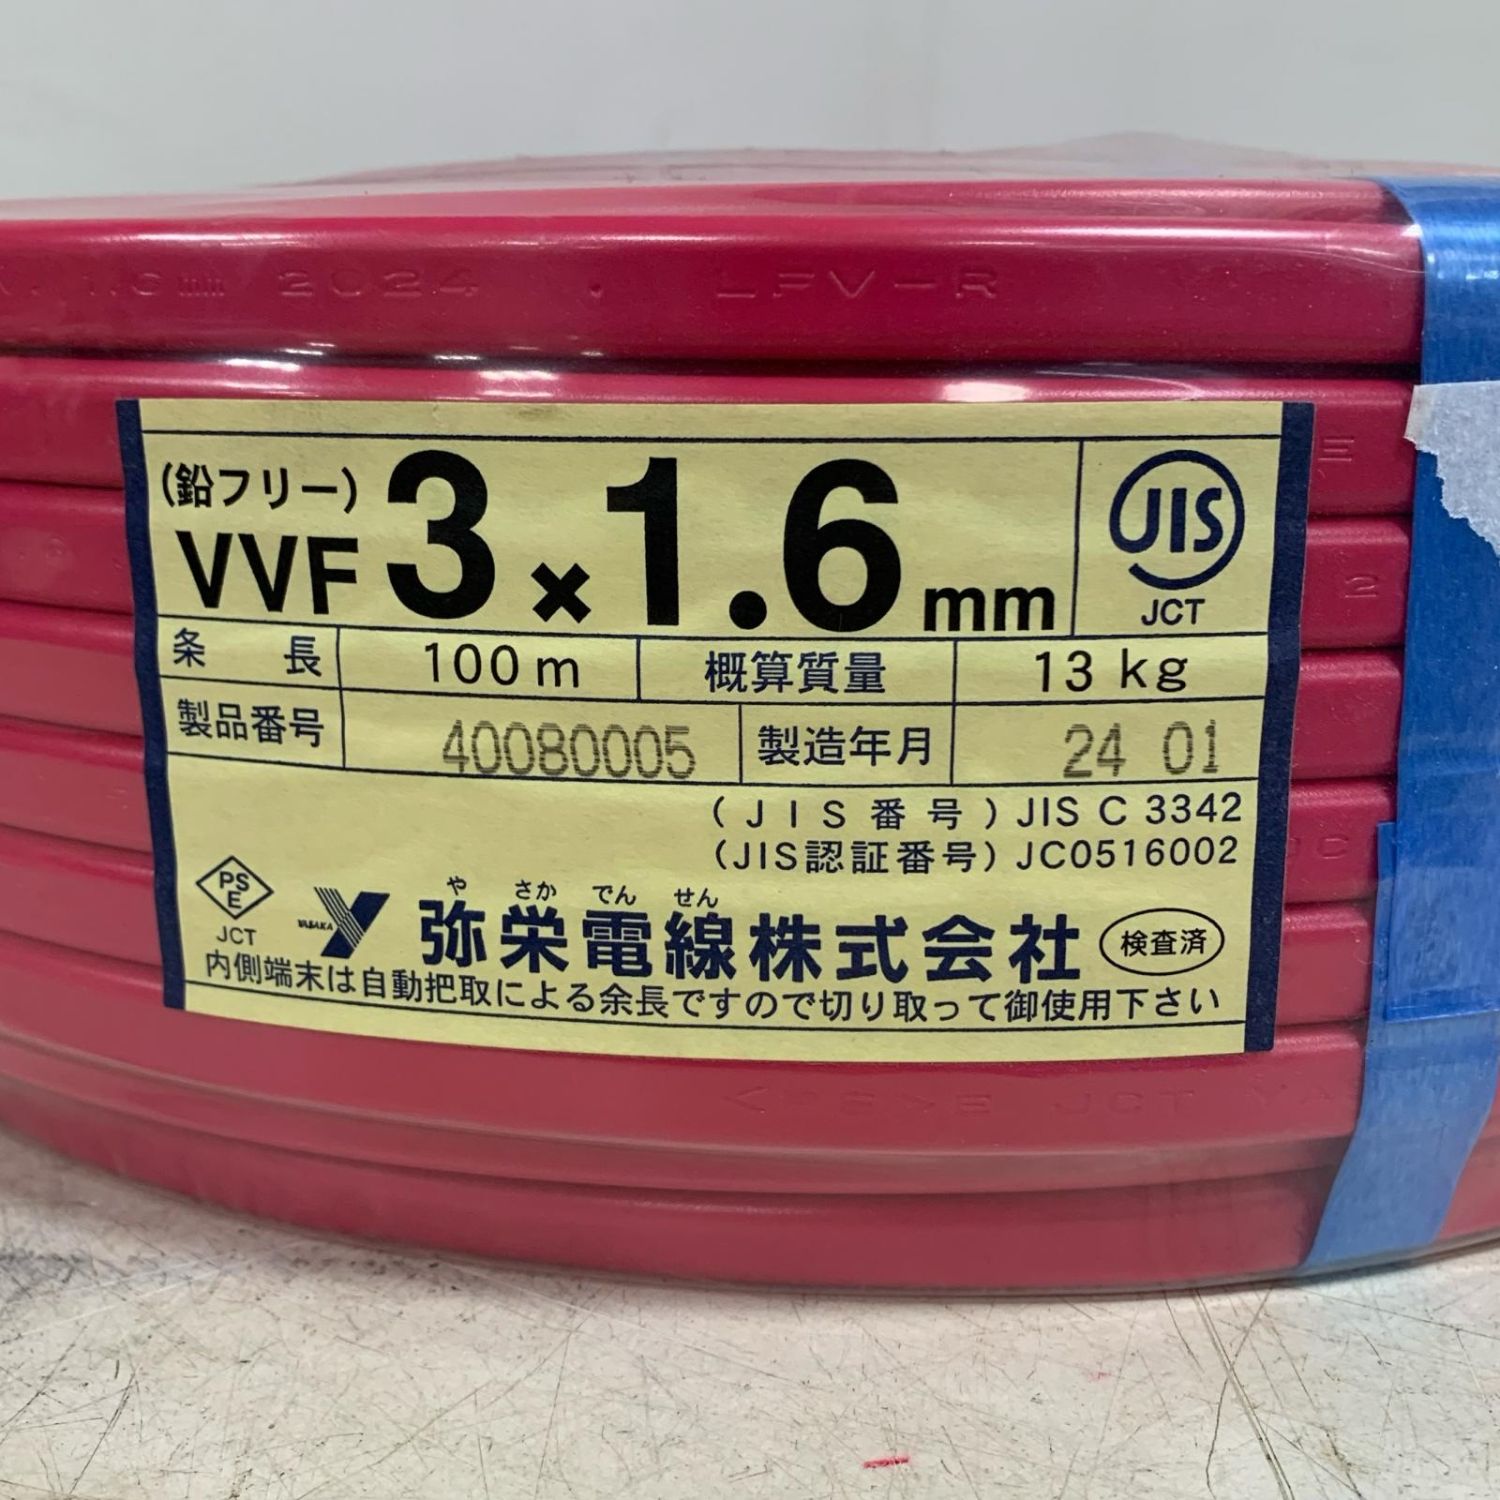 1.6mm 2024 . LFV-R
(鉛フリー)
VVF 3×1.6mm
JIS
JCT
条長 100m 概算質量 13kg
製品番号 40080005 製造年月 24 01
(JIS番号) JIS C 3342
(JIS認証番号) JC0516002
PS
E
JCT
YASAKA
や さか でん せん
弥栄電線株式会社 検査済
内側端末は自動把取による余長ですので切り取って御使用下さい
<PS>E JCT YA